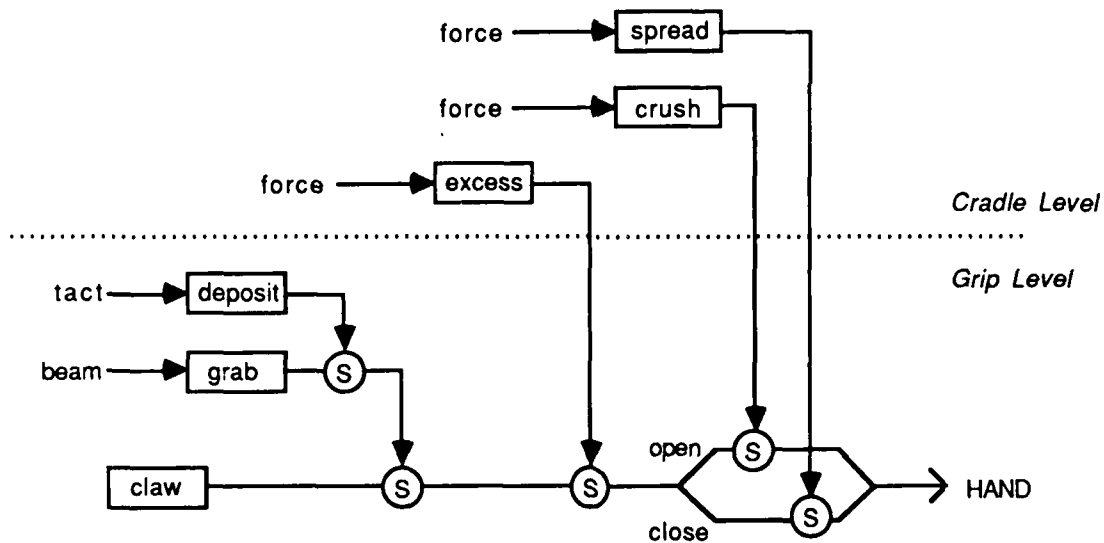 force spread
force crush
force excess
Cradle Level
Grip Level
tact deposit
beam grab S
open S
claw S S HAND
close S